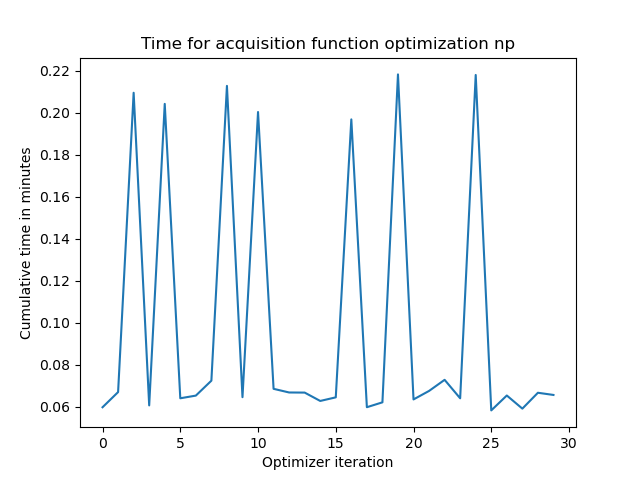 Time for acquisition function optimization np
Cumulative time in minutes
0.22
0.20
0.18
0.16
0.14
0.12
0.10
0.08
0.06
0 5 10 15 20 25 30
Optimizer iteration